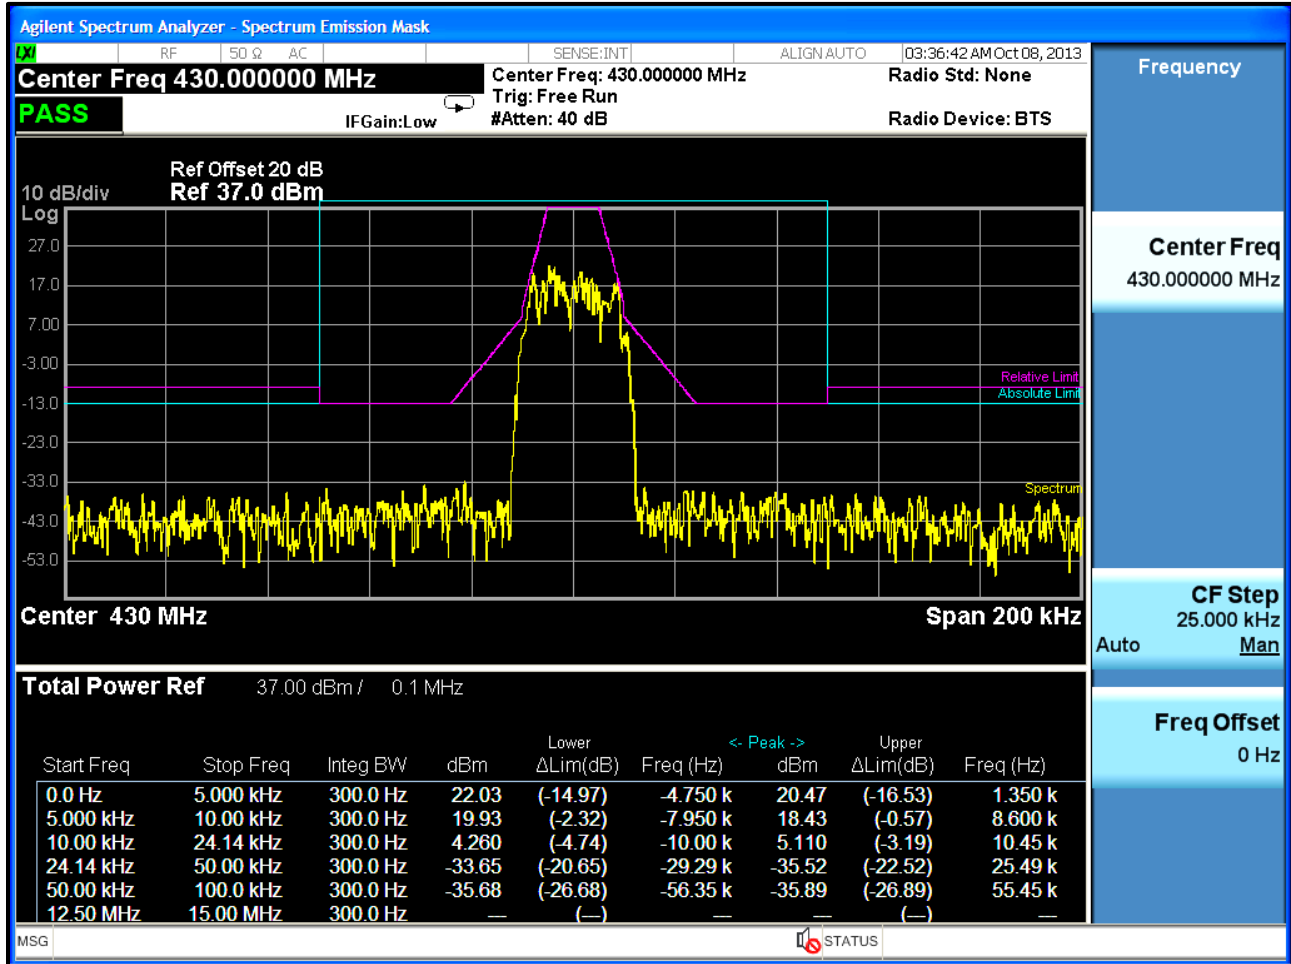 Agilent Spectrum Analyzer - Spectrum Emission Mask
LXI RF 50 Ω AC SENSE:INT ALIGN AUTO 03:36:42 AM Oct 08, 2013
Center Freq 430.000000 MHz Center Freq: 430.000000 MHz Radio Std: None
Trig: Free Run
PASS IFGain:Low #Atten: 40 dB Radio Device: BTS
Ref Offset 20 dB
10 dB/div Ref 37.0 dBm
Log
27.0
17.0
7.00
-3.00
Relative Limit
Absolute Limit
-13.0
-23.0
-33.0
Spectrum
-43.0
-53.0
Center 430 MHz Span 200 kHz
Total Power Ref 37.00 dBm / 0.1 MHz
Lower <- Peak -> Upper
Start Freq Stop Freq Integ BW dBm ΔLim(dB) Freq (Hz) dBm ΔLim(dB) Freq (Hz)
0.0 Hz 5.000 kHz 300.0 Hz 22.03 (-14.97) -4.750 k 20.47 (-16.53) 1.350 k
5.000 kHz 10.00 kHz 300.0 Hz 19.93 (-2.32) -7.950 k 18.43 (-0.57) 8.600 k
10.00 kHz 24.14 kHz 300.0 Hz 4.260 (-4.74) -10.00 k 5.110 (-3.19) 10.45 k
24.14 kHz 50.00 kHz 300.0 Hz -33.65 (-20.65) -29.29 k -35.52 (-22.52) 25.49 k
50.00 kHz 100.0 kHz 300.0 Hz -35.68 (-26.68) -56.35 k -35.89 (-26.89) 55.45 k
12.50 MHz 15.00 MHz 300.0 Hz --- (---) --- --- (---) ---
MSG STATUS
Frequency
Center Freq
430.000000 MHz
CF Step
25.000 kHz
Auto Man
Freq Offset
0 Hz